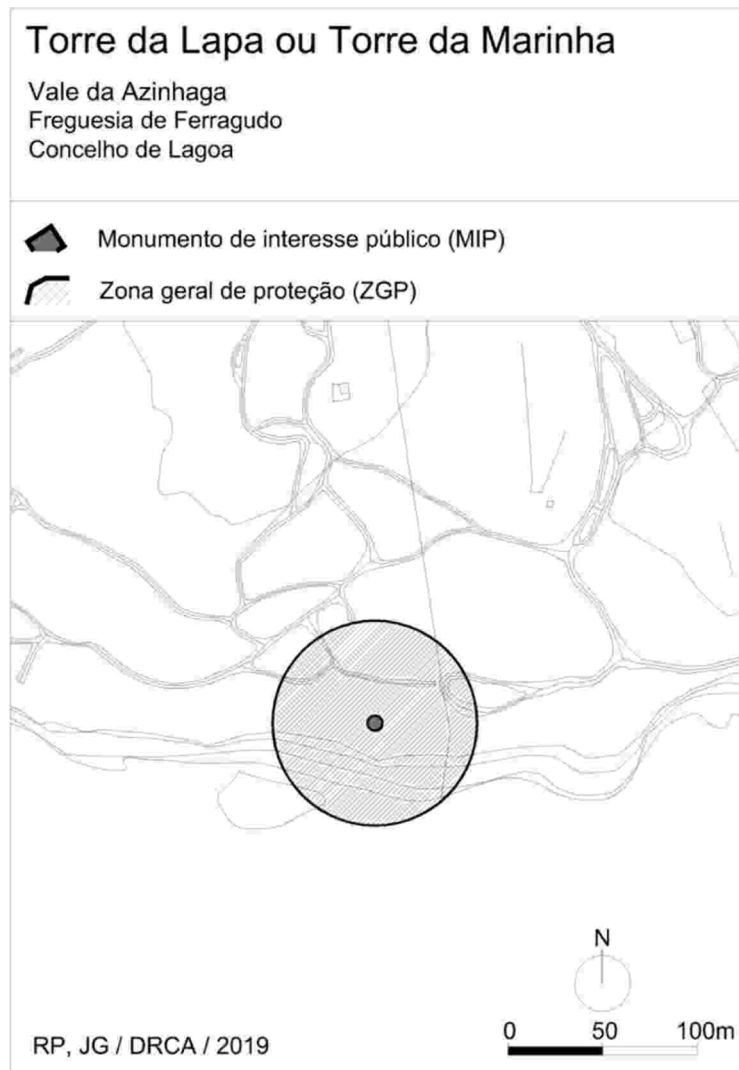 Torre da Lapa ou Torre da Marinha
Vale da Azinhaga
Freguesia de Ferragudo
Concelho de Lagoa
Monumento de interesse público (MIP)
Zona geral de proteção (ZGP)
N
0 50 100m
RP, JG / DRCA / 2019